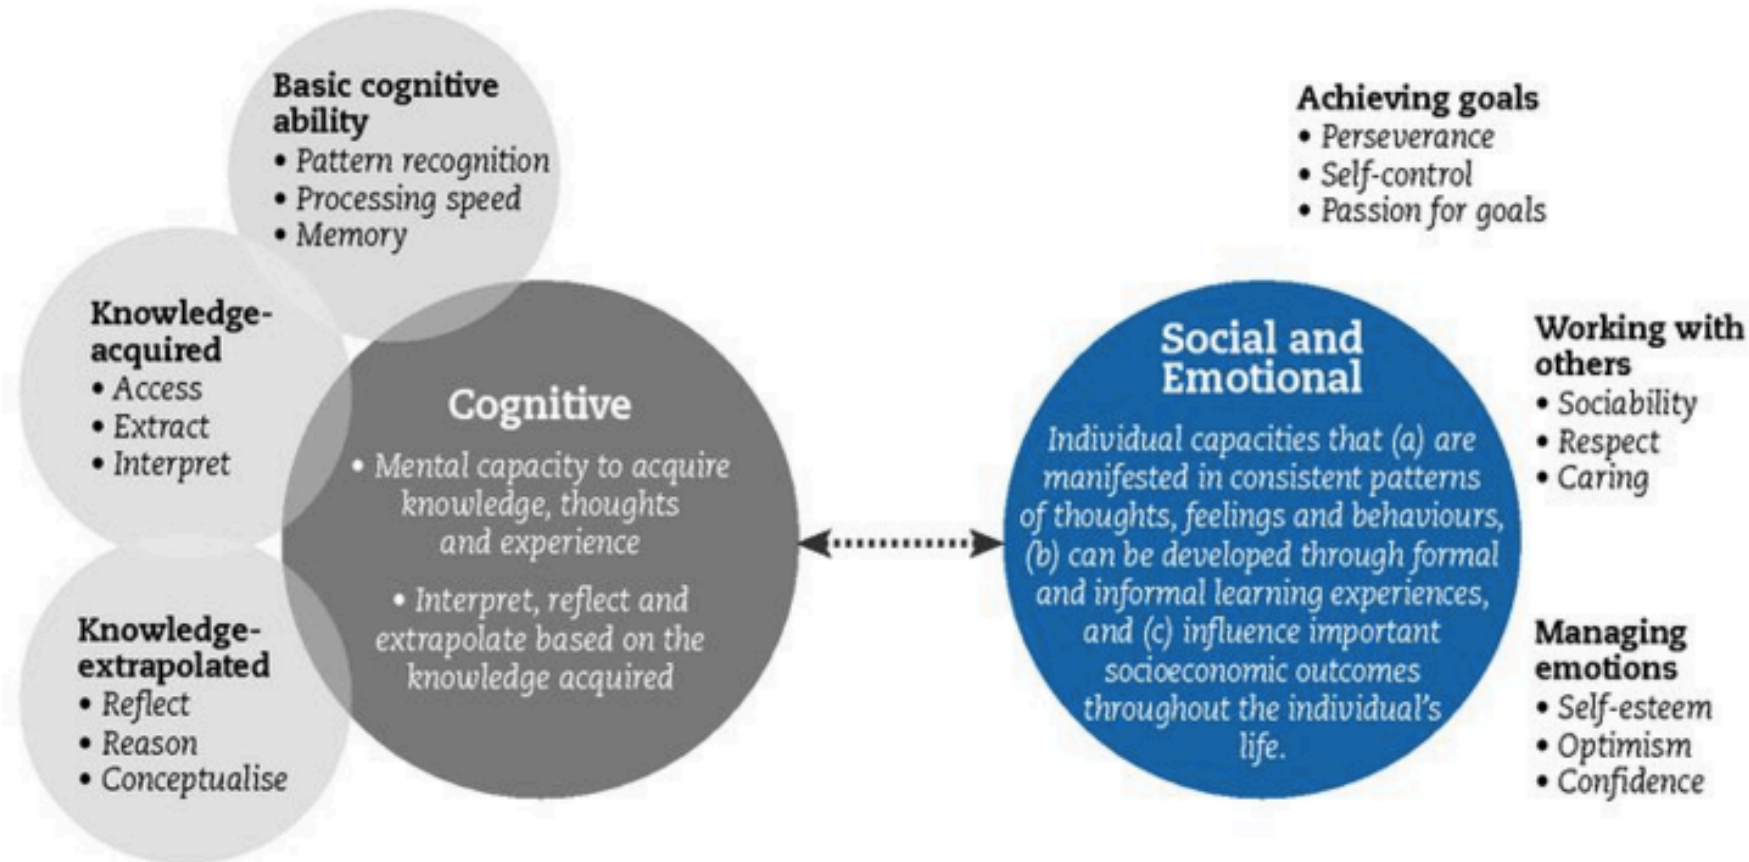 Basic cognitive
ability
• Pattern recognition
• Processing speed
• Memory
Knowledge-
acquired
• Access
• Extract
• Interpret
Knowledge-
extrapolated
• Reflect
• Reason
• Conceptualise
Cognitive
• Mental capacity to acquire
knowledge, thoughts
and experience
• Interpret, reflect and
extrapolate based on the
knowledge acquired
Social and
Emotional
Individual capacities that (a) are
manifested in consistent patterns
of thoughts, feelings and behaviours,
(b) can be developed through formal
and informal learning experiences,
and (c) influence important
socioeconomic outcomes
throughout the individual's
life.
Achieving goals
• Perseverance
• Self-control
• Passion for goals
Working with
others
• Sociability
• Respect
• Caring
Managing
emotions
• Self-esteem
• Optimism
• Confidence